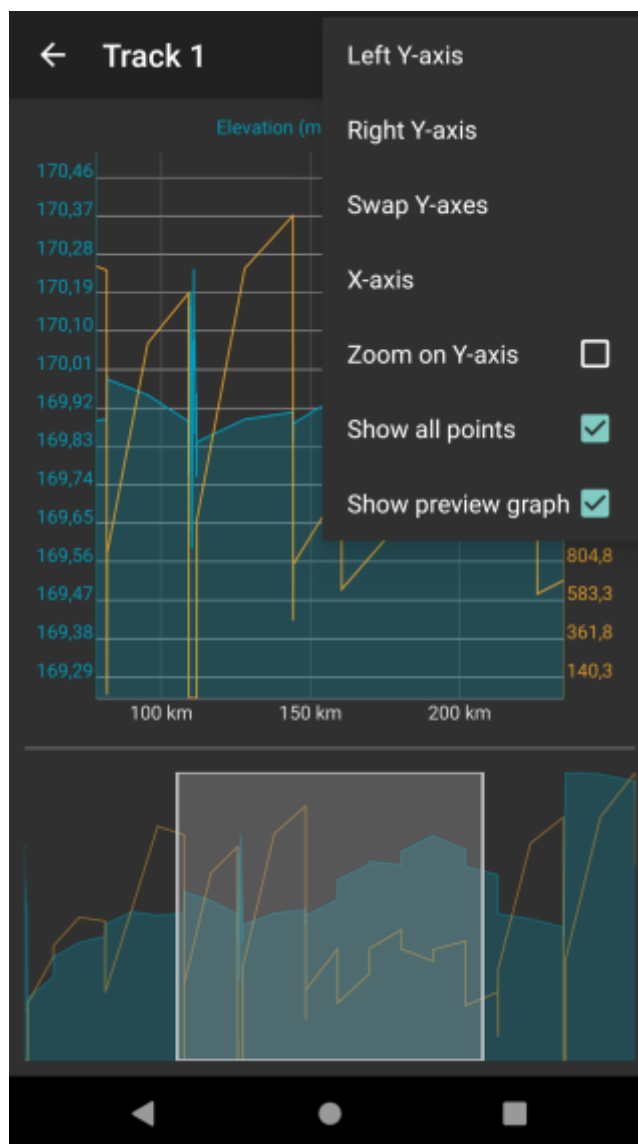 Track 1
Left Y-axis
Right Y-axis
Swap Y-axes
X-axis
Zoom on Y-axis
Show all points
Show preview graph
Elevation (m
170,46
170,37
170,28
170,19
170,10
170,01
169,92
169,83
169,74
169,65
169,56
169,47
169,38
169,29
804,8
583,3
361,8
140,3
100 km
150 km
200 km